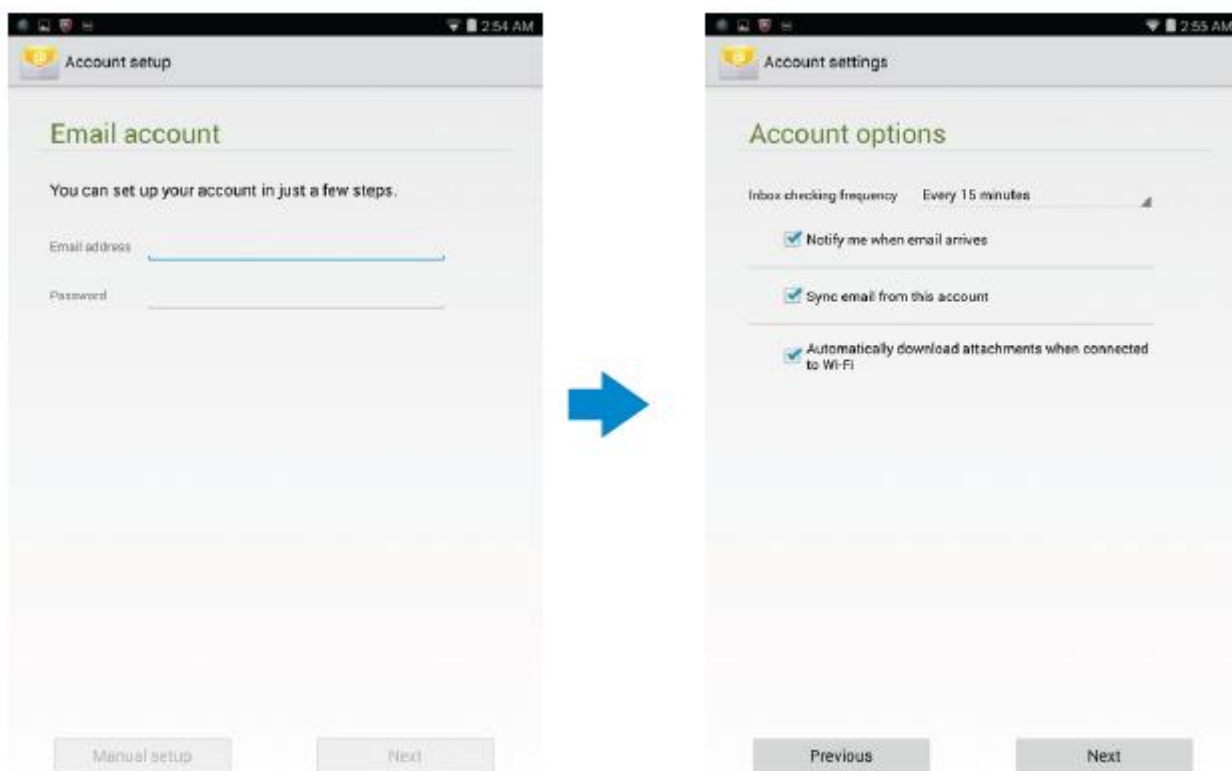 2:54 AM
Account setup
Email account
You can set up your account in just a few steps.
Email address
Password
Manual setup
Next
2:55 AM
Account settings
Account options
Inbox checking frequency Every 15 minutes
Notify me when email arrives
Sync email from this account
Automatically download attachments when connected
to Wi-Fi
Previous
Next